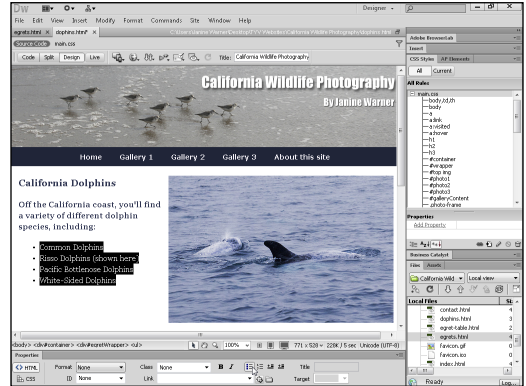 Dw
Designer
File Edit View Insert Modify Format Commands Site Window Help
egrets.html dophins.html*
Source Code main.css
Code Split Design Live Title: California Wildlife Photography
California Wildlife Photography
By Janine Warner
Home Gallery 1 Gallery 2 Gallery 3 About this site
California Dolphins
Off the California coast, you'll find
a variety of different dolphin
species, including:
Common Dolphins
Risso Dolphins (shown here)
Pacific Bottlenose Dolphins
White-Sided Dolphins
<body> <div#container> <div#egretWrapper> <ul>
100% 771 x 528 228K / 5 sec Unicode (UTF-8)
Properties
HTML Format None Class None B I Title
CSS ID None Link Target
Adobe BrowserLab
Insert
CSS Styles AP Elements
All Current
All Rules
main.css
body,td,th
body
a
a:link
a:visited
a:hover
h1
h2
h3
#container
#wrapper
#top img
#photo1
#photo2
#photo3
#galleryContent
.photo-frame
Properties
Add Property
Business Catalyst
Files Assets
California Wild Local view
Local Files
contact.html
dophins.html
egret-table.html
egrets.html
favicon.gif
favicon.ico
index.html
Ready Log...